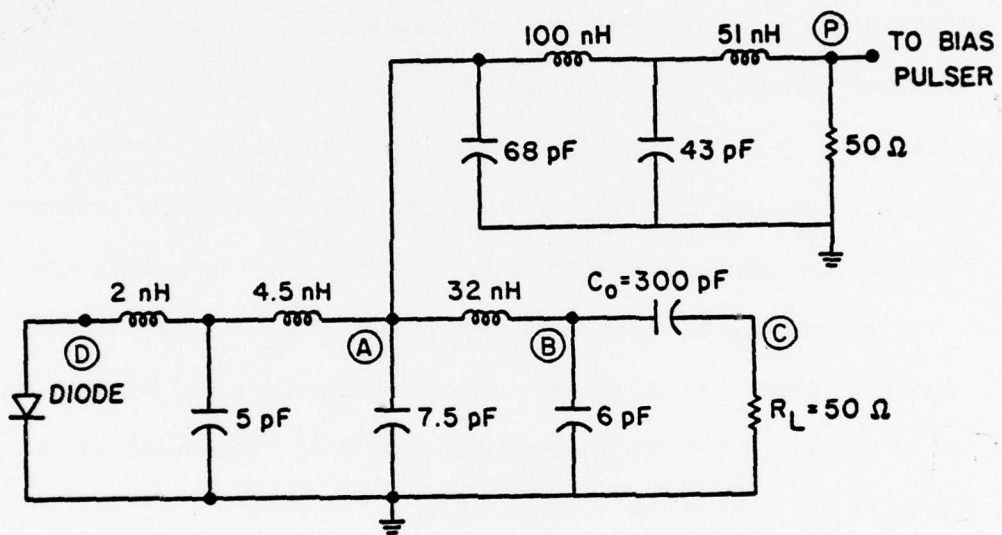 100 nH
51 nH
P
TO BIAS
PULSER
68 pF
43 pF
50 Ω
2 nH
4.5 nH
32 nH
C₀ = 300 pF
D
A
B
C
DIODE
5 pF
7.5 pF
6 pF
R_L = 50 Ω